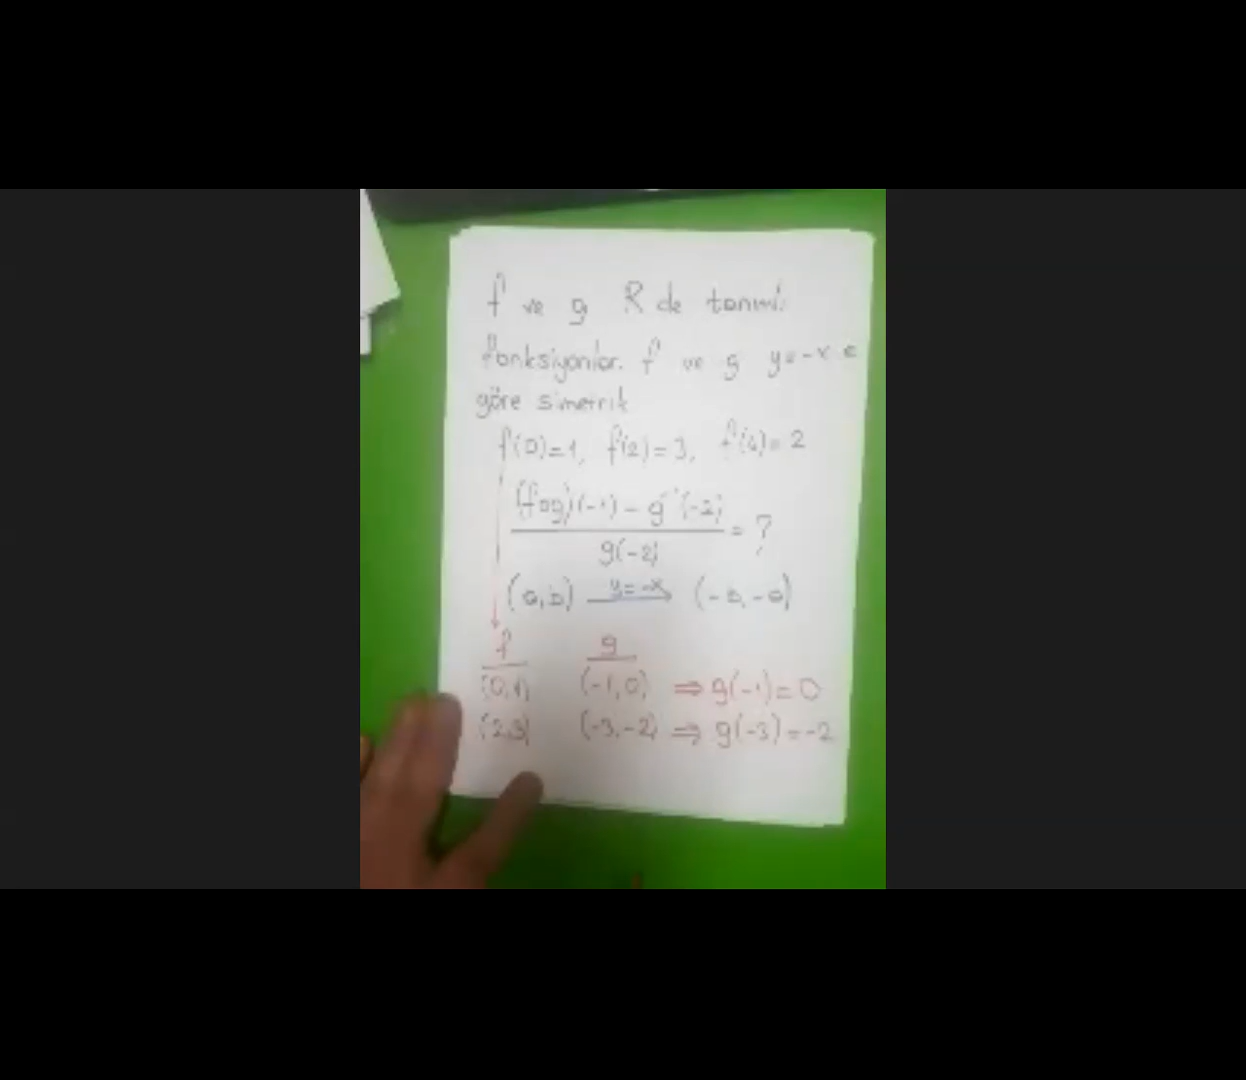 f ve g R de tanımlı
fonksiyonlar. f ve g y=-x e
göre simetrik
f(0)=1, f(2)=3, f(4)=2
(fog)(-1) - g⁻¹(-2)
= ?
g(-2)
(a,b) y=-x (-b,-a)
f g
(0,1) (-1,0) ⇒ g(-1)=0
(2,3) (-3,-2) ⇒ g(-3)=-2